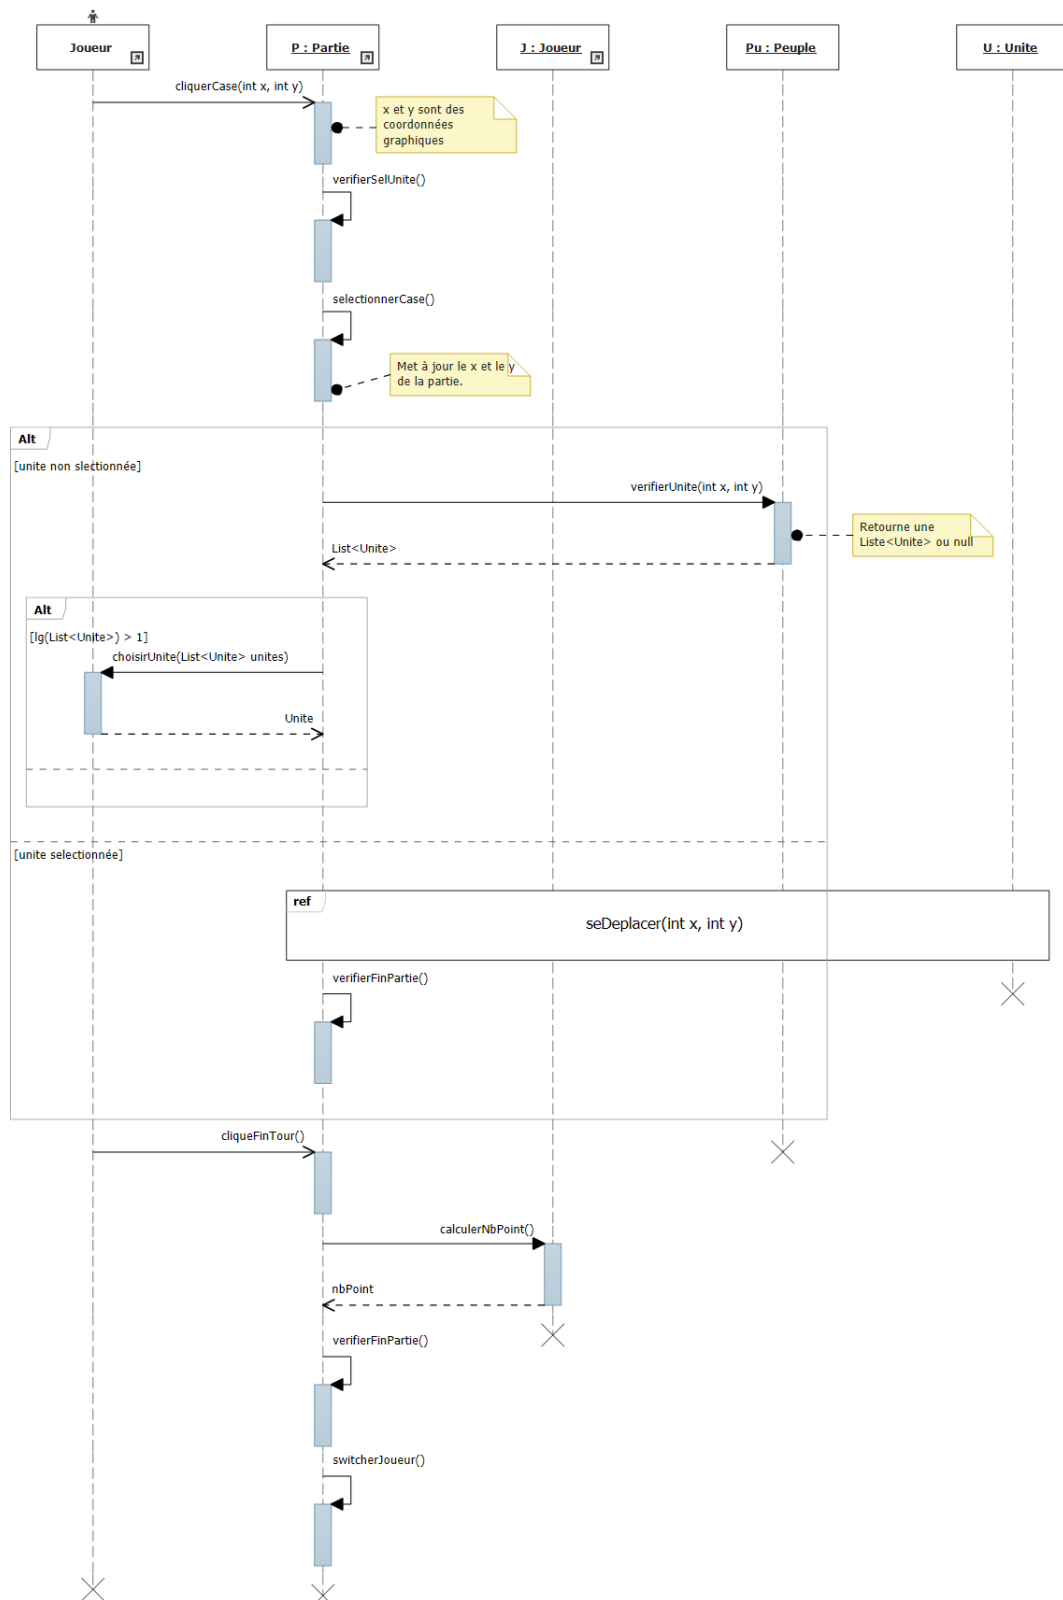 Joueur
P : Partie
J : Joueur
Pu : Peuple
U : Unite
cliquerCase(int x, int y)
x et y sont des
coordonnées
graphiques
verifierSelUnite()
selectionnerCase()
Met à jour le x et le y
de la partie.
Alt
[unite non slectionnée]
verifierUnite(int x, int y)
Retourne une
Liste<Unite> ou null
List<Unite>
Alt
[lg(List<Unite>) > 1]
choisirUnite(List<Unite> unites)
Unite
[unite selectionnée]
ref
seDeplacer(int x, int y)
verifierFinPartie()
cliqueFinTour()
calculerNbPoint()
nbPoint
verifierFinPartie()
switcherJoueur()